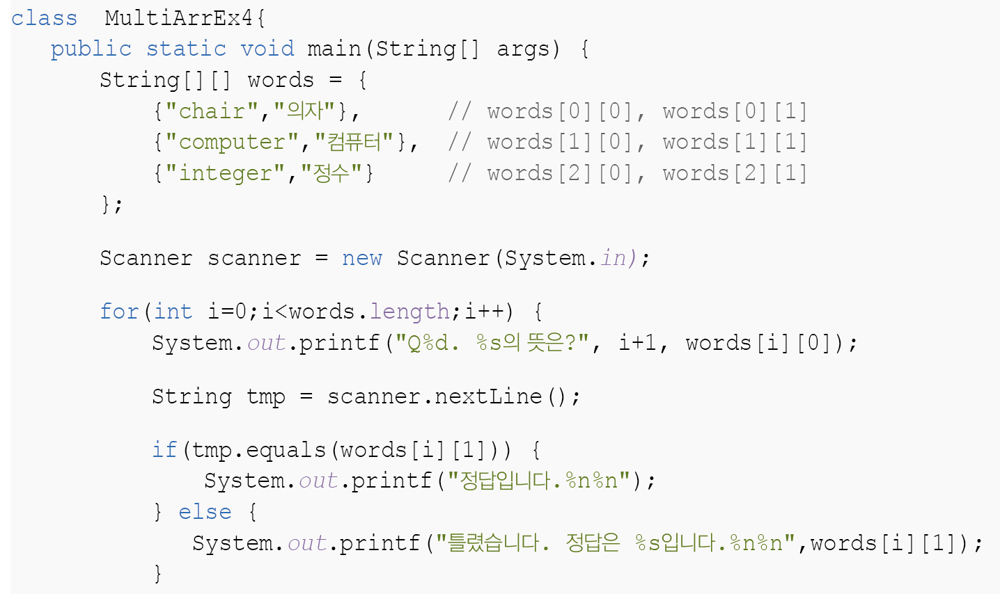 class  MultiArrEx4{
   public static void main(String[] args) {
       String[][] words = {
           {"chair","의자"},      // words[0][0], words[0][1]
           {"computer","컴퓨터"},  // words[1][0], words[1][1]
           {"integer","정수"}     // words[2][0], words[2][1]
       };
       Scanner scanner = new Scanner(System.in);
       for(int i=0;i<words.length;i++) {
           System.out.printf("Q%d. %s의 뜻은?", i+1, words[i][0]);
           String tmp = scanner.nextLine();
           if(tmp.equals(words[i][1])) {
               System.out.printf("정답입니다.%n%n");
           } else {
              System.out.printf("틀렸습니다. 정답은 %s입니다.%n%n",words[i][1]);
           }